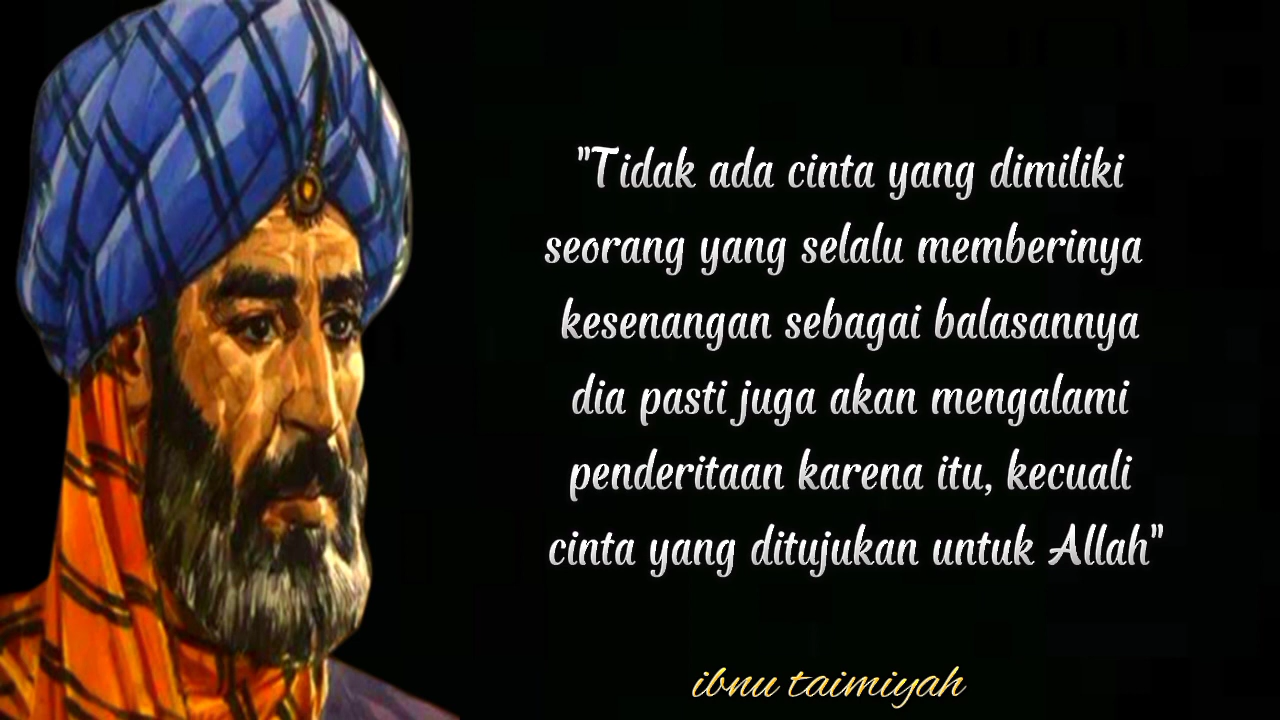 "Tidak ada cinta yang dimiliki
seorang yang selalu memberinya
kesenangan sebagai balasannya
dia pasti juga akan mengalami
penderitaan karena itu, kecuali
cinta yang ditujukan untuk Allah"
ibnu taimiyah